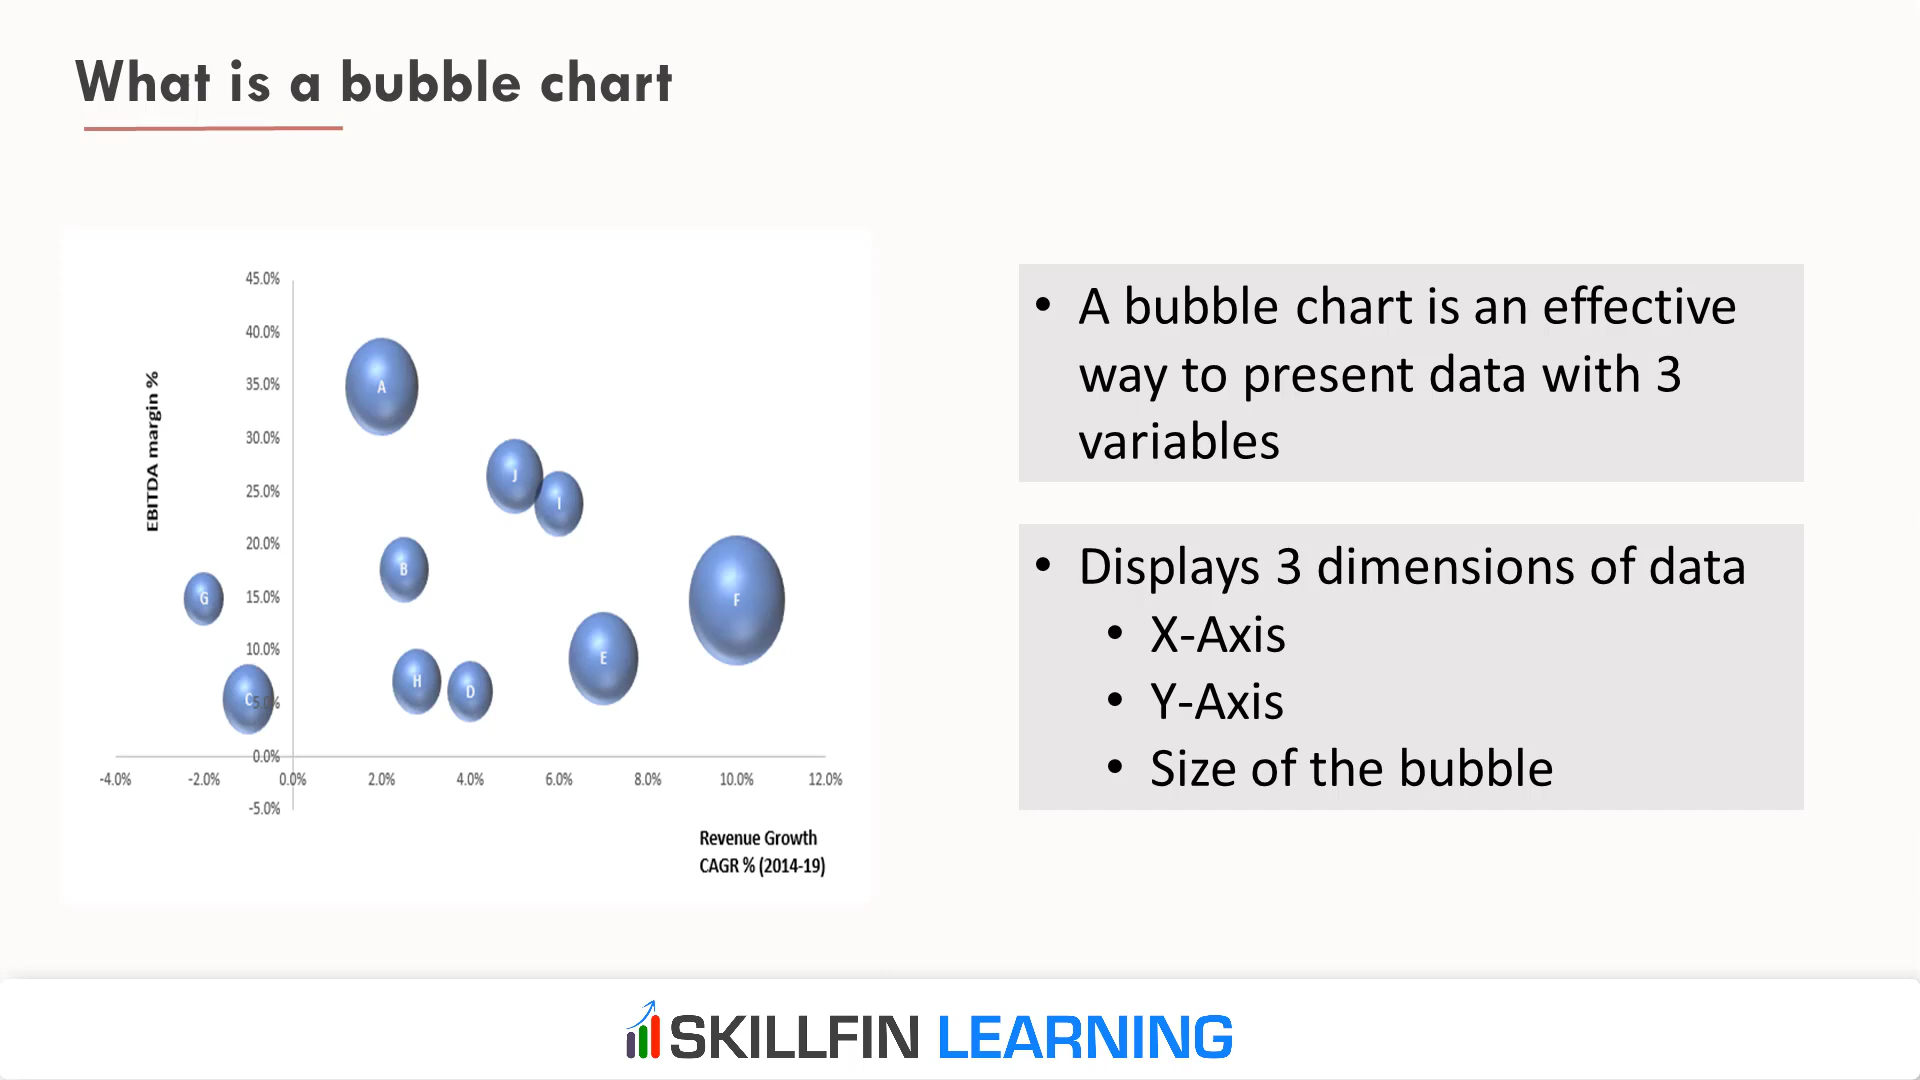 What is a bubble chart
45.0%
40.0%
35.0%
30.0%
25.0%
20.0%
15.0%
10.0%
5.0%
0.0%
-5.0%
-4.0% -2.0% 0.0% 2.0% 4.0% 6.0% 8.0% 10.0% 12.0%
EBITDA margin %
A
J
I
B
G
F
E
H
D
C
Revenue Growth
CAGR % (2014-19)
• A bubble chart is an effective
way to present data with 3
variables
• Displays 3 dimensions of data
• X-Axis
• Y-Axis
• Size of the bubble
SKILLFIN LEARNING